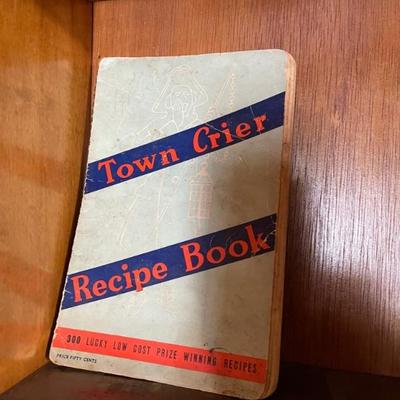 Town Crier
Recipe Book
300 LUCKY LOW COST PRIZE WINNING RECIPES
PRICE FIFTY CENTS